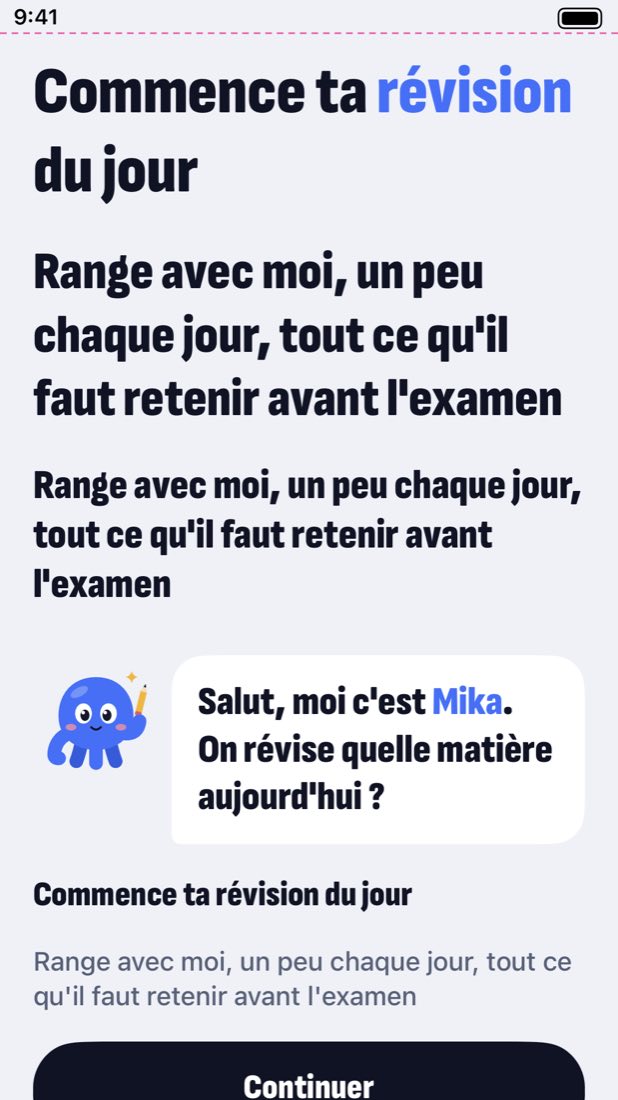 9:41
Commence ta révision
du jour
Range avec moi, un peu
chaque jour, tout ce qu'il
faut retenir avant l'examen
Range avec moi, un peu chaque jour,
tout ce qu'il faut retenir avant
l'examen
Salut, moi c'est Mika.
On révise quelle matière
aujourd'hui ?
Commence ta révision du jour
Range avec moi, un peu chaque jour, tout ce
qu'il faut retenir avant l'examen
Continuer